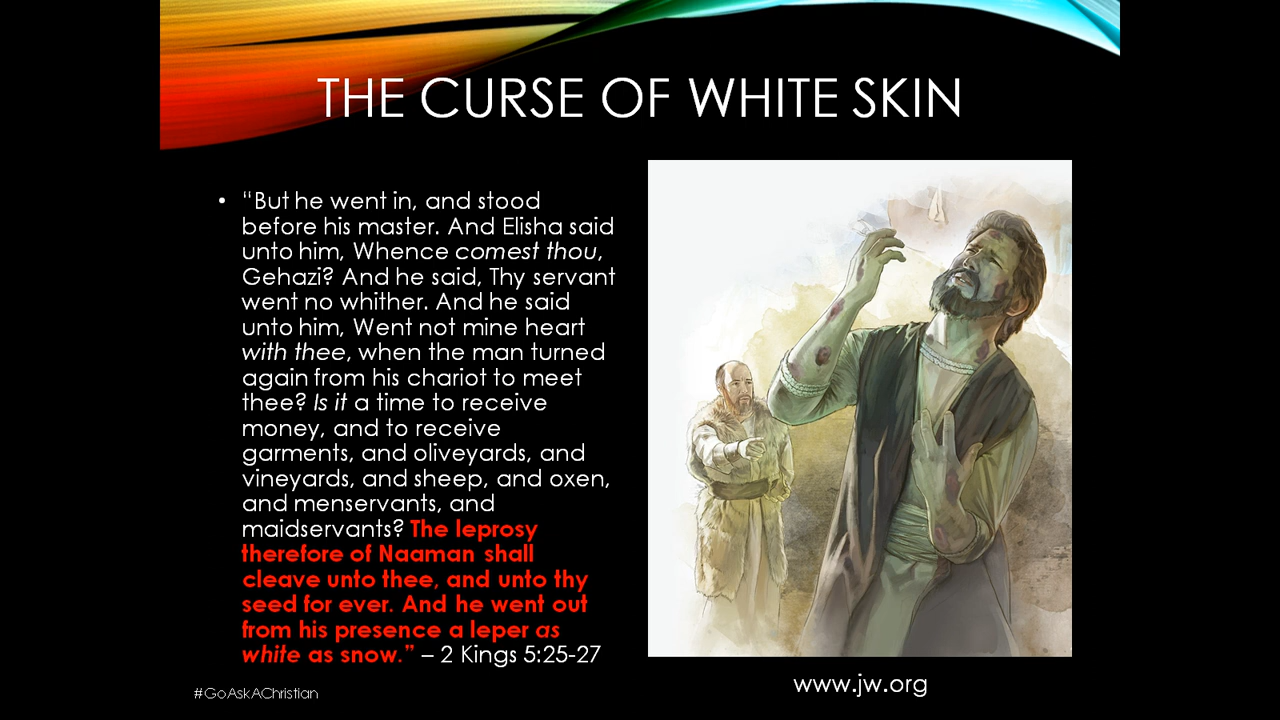 THE CURSE OF WHITE SKIN
• “But he went in, and stood
before his master. And Elisha said
unto him, Whence comest thou,
Gehazi? And he said, Thy servant
went no whither. And he said
unto him, Went not mine heart
with thee, when the man turned
again from his chariot to meet
thee? Is it a time to receive
money, and to receive
garments, and oliveyards, and
vineyards, and sheep, and oxen,
and menservants, and
maidservants? The leprosy
therefore of Naaman shall
cleave unto thee, and unto thy
seed for ever. And he went out
from his presence a leper as
white as snow.” – 2 Kings 5:25-27
www.jw.org
#GoAskAChristian